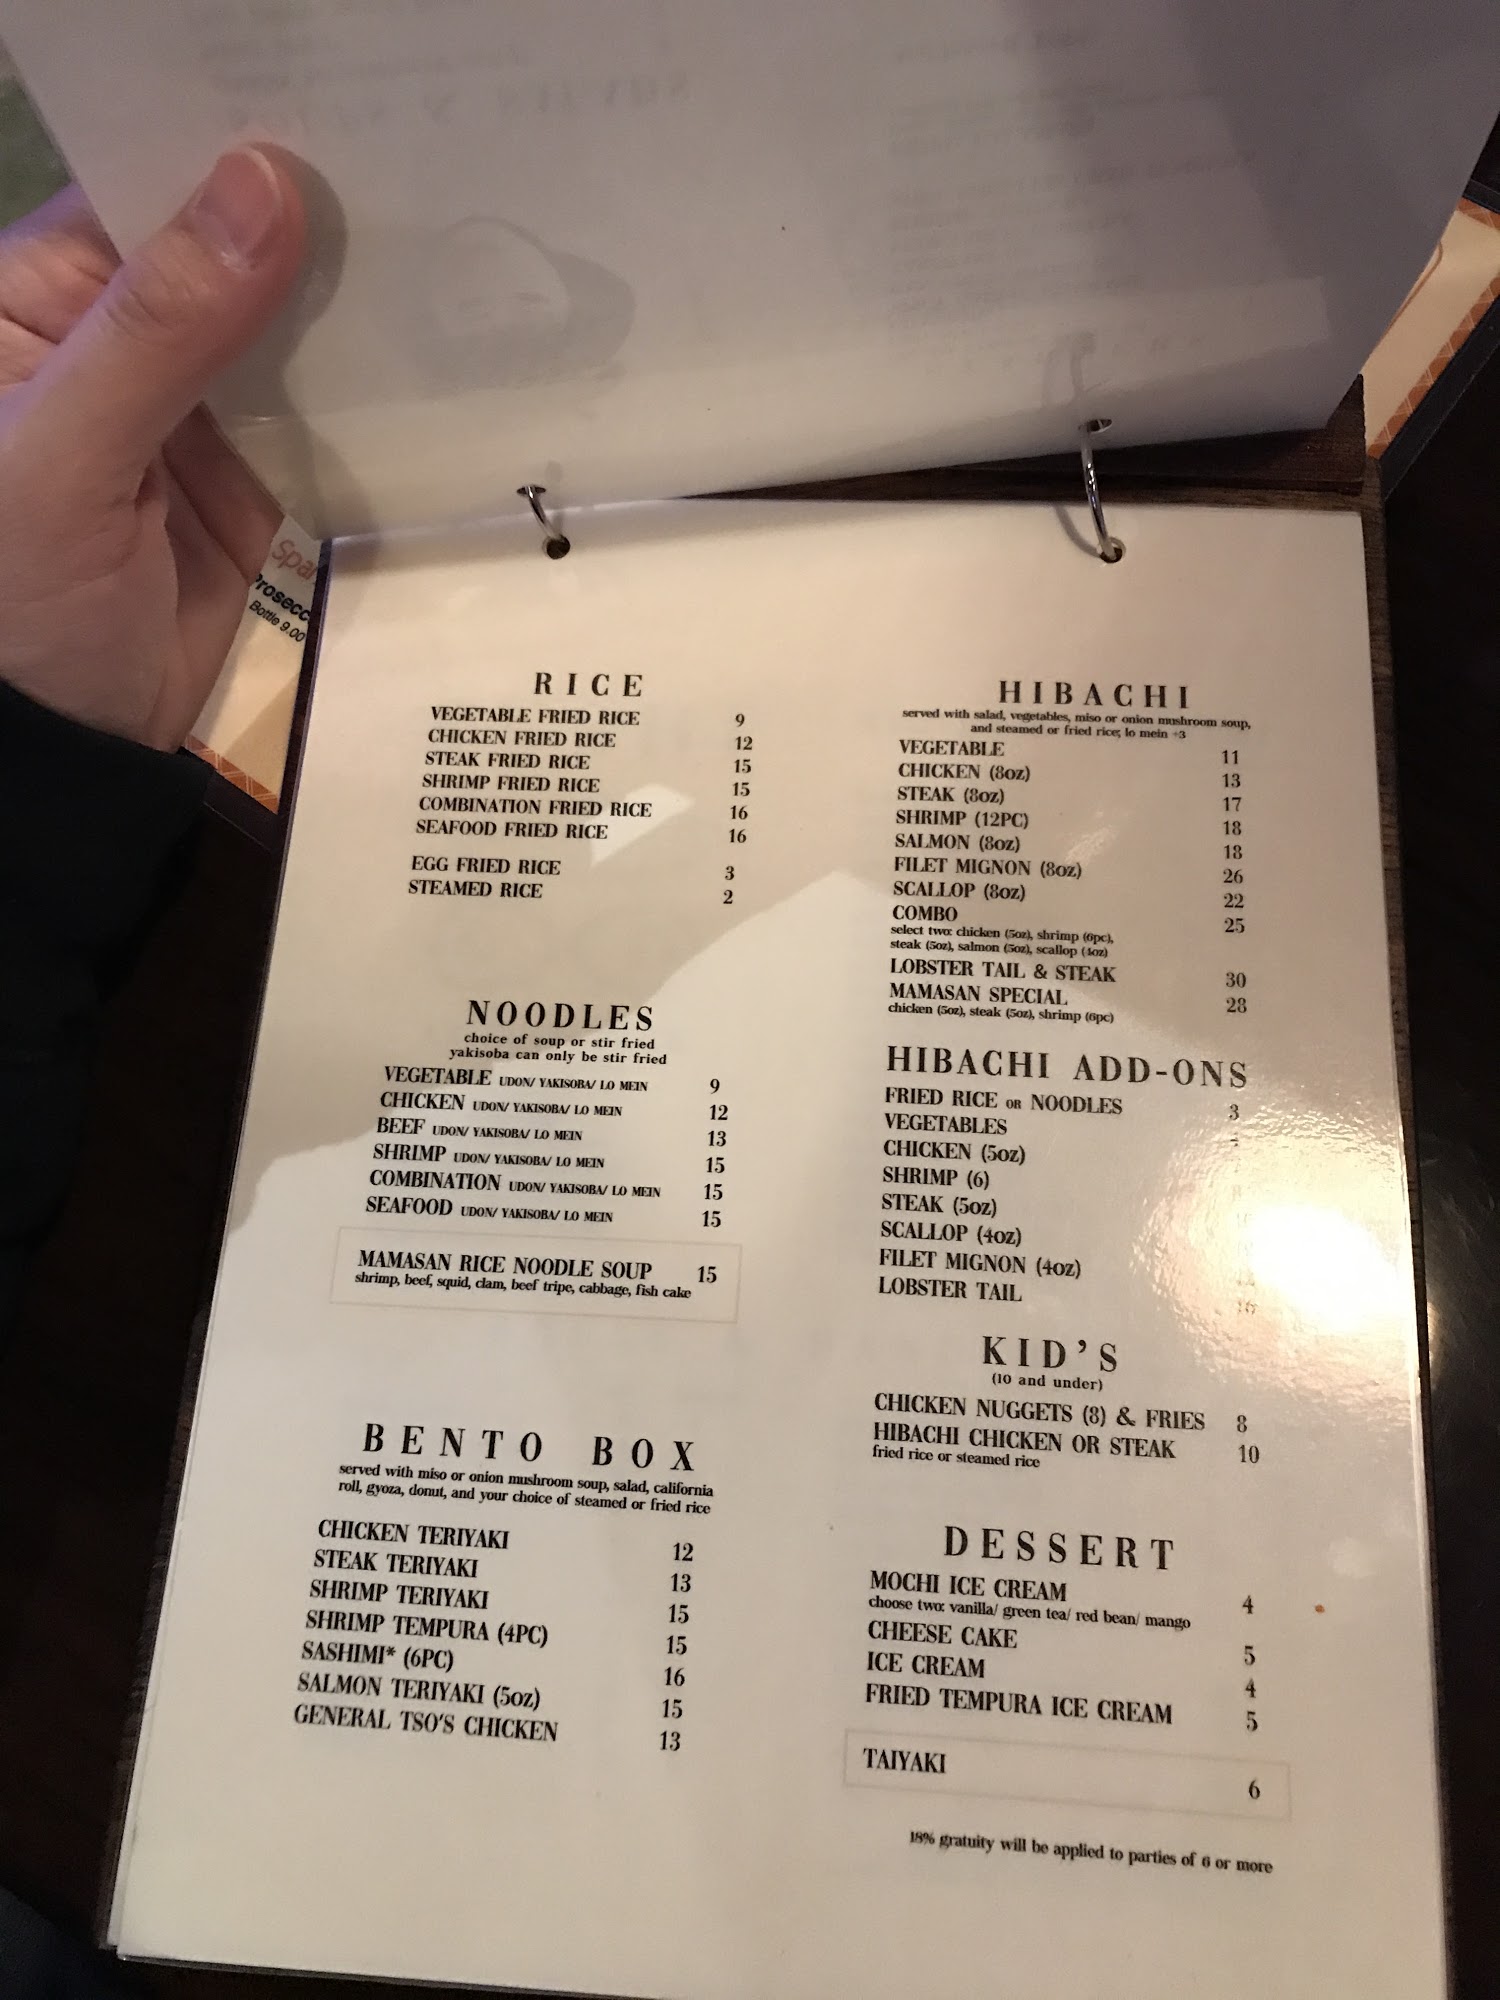 Prosecc
Bottle 9.00
RICE
VEGETABLE FRIED RICE 9
CHICKEN FRIED RICE 12
STEAK FRIED RICE 15
SHRIMP FRIED RICE 15
COMBINATION FRIED RICE 16
SEAFOOD FRIED RICE 16
EGG FRIED RICE 3
STEAMED RICE 2
NOODLES
choice of soup or stir fried
yakisoba can only be stir fried
VEGETABLE UDON/ YAKISOBA/ LO MEIN 9
CHICKEN UDON/ YAKISOBA/ LO MEIN 12
BEEF UDON/ YAKISOBA/ LO MEIN 13
SHRIMP UDON/ YAKISOBA/ LO MEIN 15
COMBINATION UDON/ YAKISOBA/ LO MEIN 15
SEAFOOD UDON/ YAKISOBA/ LO MEIN 15
MAMASAN RICE NOODLE SOUP 15
shrimp, beef, squid, clam, beef tripe, cabbage, fish cake
BENTO BOX
served with miso or onion mushroom soup, salad, california
roll, gyoza, donut, and your choice of steamed or fried rice
CHICKEN TERIYAKI 12
STEAK TERIYAKI 13
SHRIMP TERIYAKI 15
SHRIMP TEMPURA (4PC) 15
SASHIMI* (6PC) 16
SALMON TERIYAKI (5oz) 15
GENERAL TSO'S CHICKEN 13
HIBACHI
served with salad, vegetables, miso or onion mushroom soup,
and steamed or fried rice; lo mein +3
VEGETABLE 11
CHICKEN (8oz) 13
STEAK (8oz) 17
SHRIMP (12PC) 18
SALMON (8oz) 18
FILET MIGNON (8oz) 26
SCALLOP (8oz) 22
COMBO 25
select two: chicken (5oz), shrimp (6pc),
steak (5oz), salmon (5oz), scallop (4oz)
LOBSTER TAIL & STEAK 30
MAMASAN SPECIAL 28
chicken (5oz), steak (5oz), shrimp (6pc)
HIBACHI ADD-ONS
FRIED RICE OR NOODLES 3
VEGETABLES
CHICKEN (5oz)
SHRIMP (6)
STEAK (5oz)
SCALLOP (4oz)
FILET MIGNON (4oz)
LOBSTER TAIL 16
KID'S
(10 and under)
CHICKEN NUGGETS (8) & FRIES 8
HIBACHI CHICKEN OR STEAK 10
fried rice or steamed rice
DESSERT
MOCHI ICE CREAM 4
choose two: vanilla/ green tea/ red bean/ mango
CHEESE CAKE 5
ICE CREAM 4
FRIED TEMPURA ICE CREAM 5
TAIYAKI 6
18% gratuity will be applied to parties of 6 or more